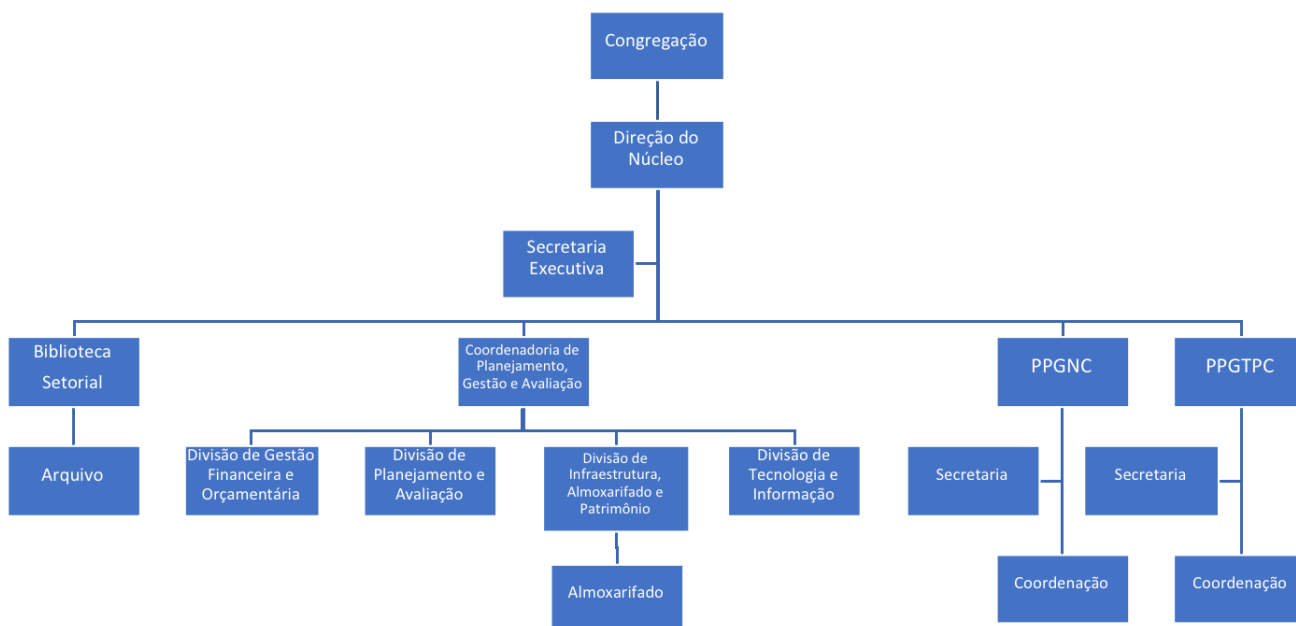 Congregação
Direção do
Núcleo
Secretaria
Executiva
Biblioteca
Setorial
Coordenadoria de
Planejamento,
Gestão e Avaliação
PPGNC
PPGTPC
Arquivo
Divisão de Gestão
Financeira e
Orçamentária
Divisão de
Planejamento e
Avaliação
Divisão de
Infraestrutura,
Almoxarifado e
Patrimônio
Divisão de
Tecnologia e
Informação
Secretaria
Secretaria
Almoxarifado
Coordenação
Coordenação